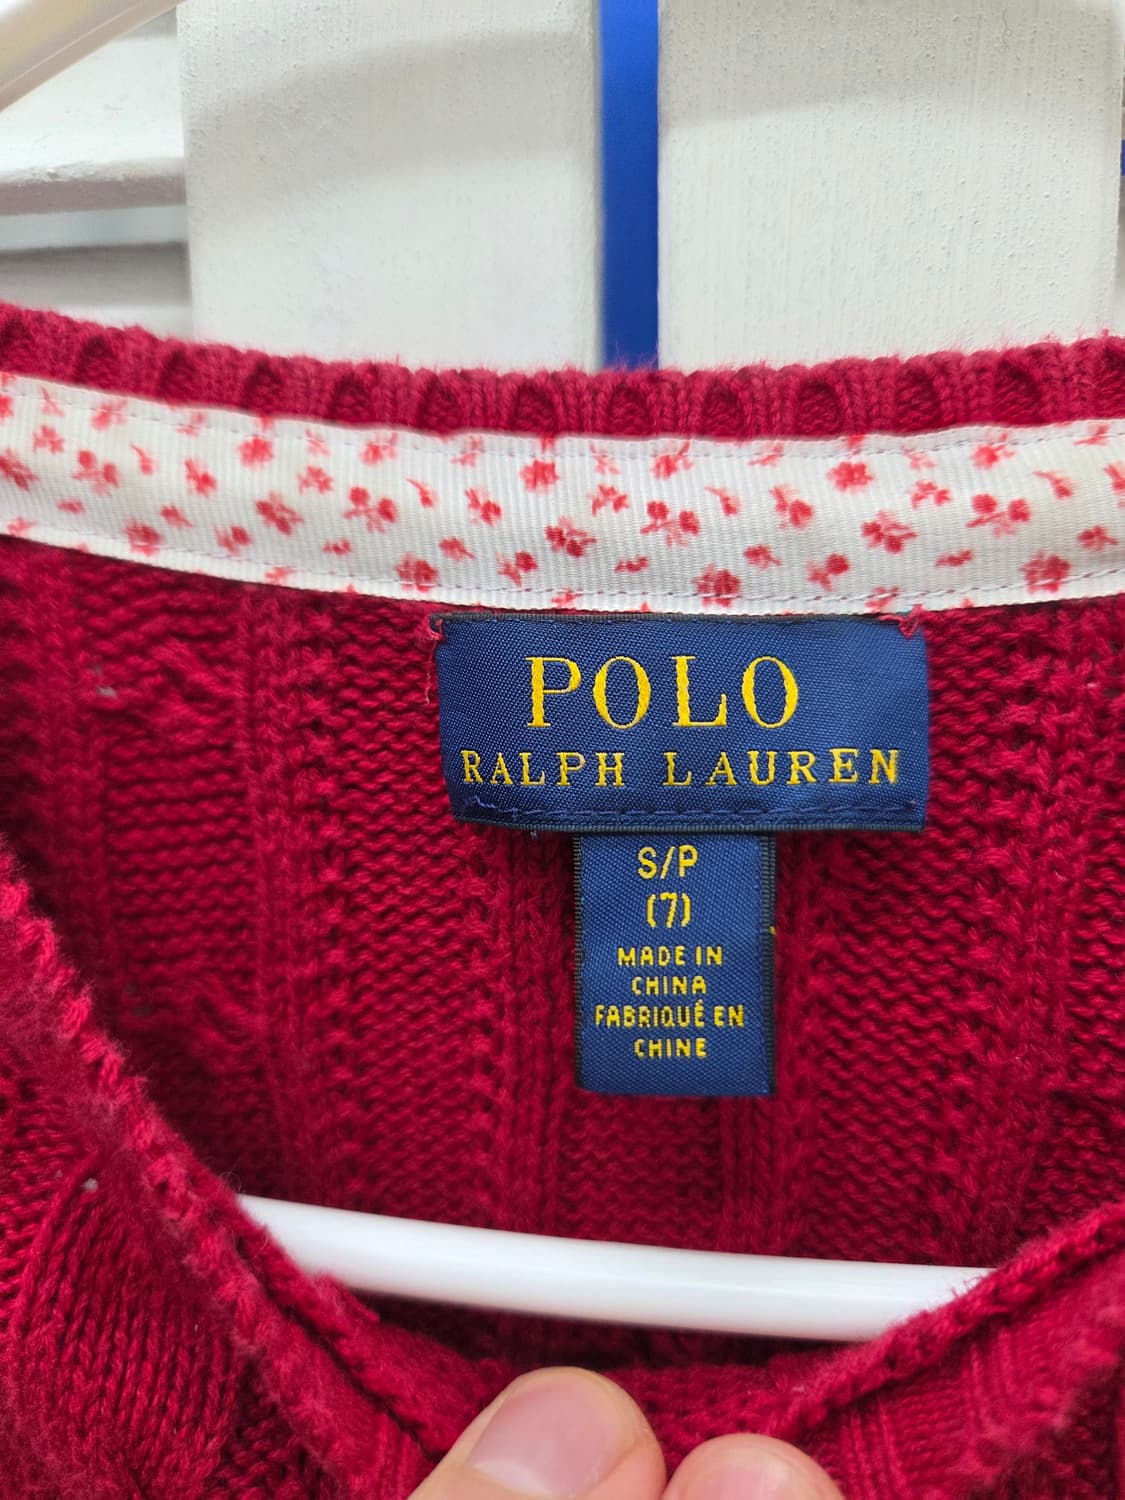 POLO
RALPH LAUREN
S/P
(7)
MADE IN
CHINA
FABRIQUÉ EN
CHINE